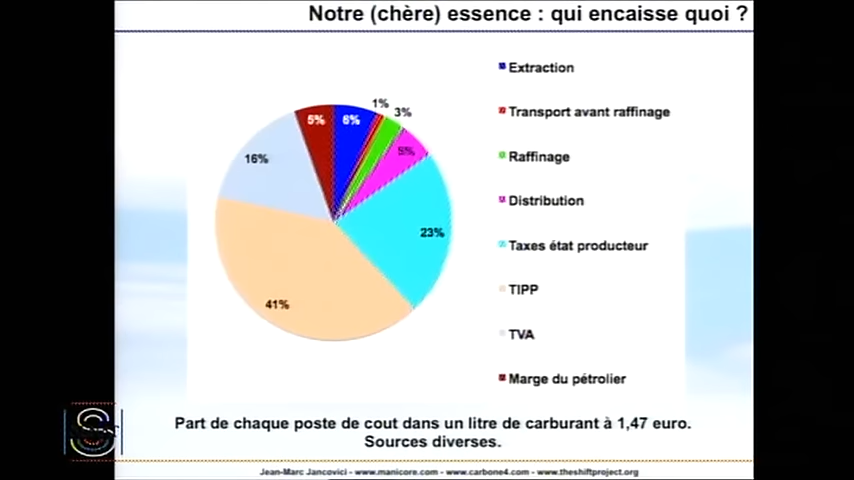 Notre (chère) essence : qui encaisse quoi ?
Extraction
Transport avant raffinage
Raffinage
Distribution
Taxes état producteur
TIPP
TVA
Marge du pétrolier
5%
6%
1%
3%
5%
16%
23%
41%
Part de chaque poste de cout dans un litre de carburant à 1,47 euro.
Sources diverses.
Jean-Marc Jancovici - www.manicore.com - www.carbone4.com - www.theshiftproject.org